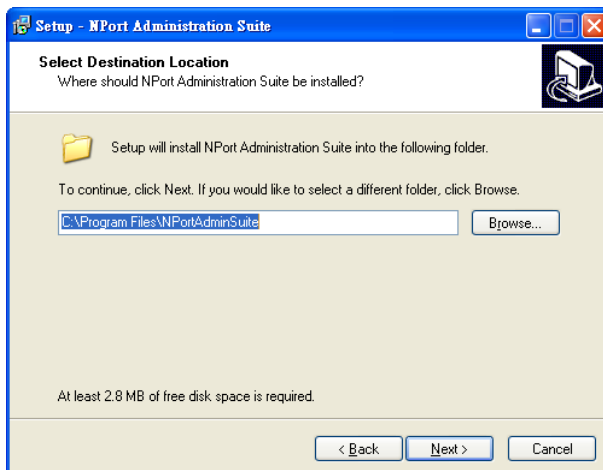 Setup - NPort Administration Suite
Select Destination Location
Where should NPort Administration Suite be installed?
Setup will install NPort Administration Suite into the following folder.
To continue, click Next. If you would like to select a different folder, click Browse.
C:\Program Files\NPortAdminSuite
Browse...
At least 2.8 MB of free disk space is required.
< Back
Next >
Cancel